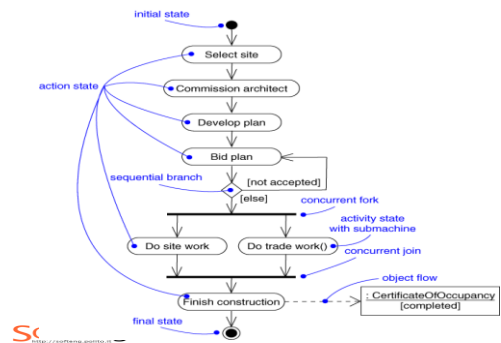 initial state
Select site
action state
Commission architect
Develop plan
Bid plan
sequential branch
[not accepted]
[else]
concurrent fork
activity state
with submachine
Do site work
Do trade work()
concurrent join
object flow
: CertificateOfOccupancy
[completed]
Finish construction
final state